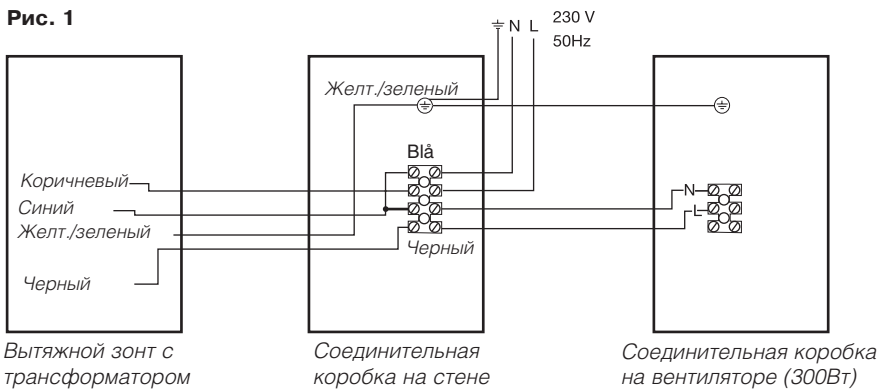 Рис. 1
N L 230 V
50Hz
Желт./зеленый
Blå
Коричневый
Синий
Желт./зеленый
Черный
Черный
N
L
Вытяжной зонт с
трансформатором
Соединительная
коробка на стене
Соединительная коробка
на вентиляторе (300Вт)